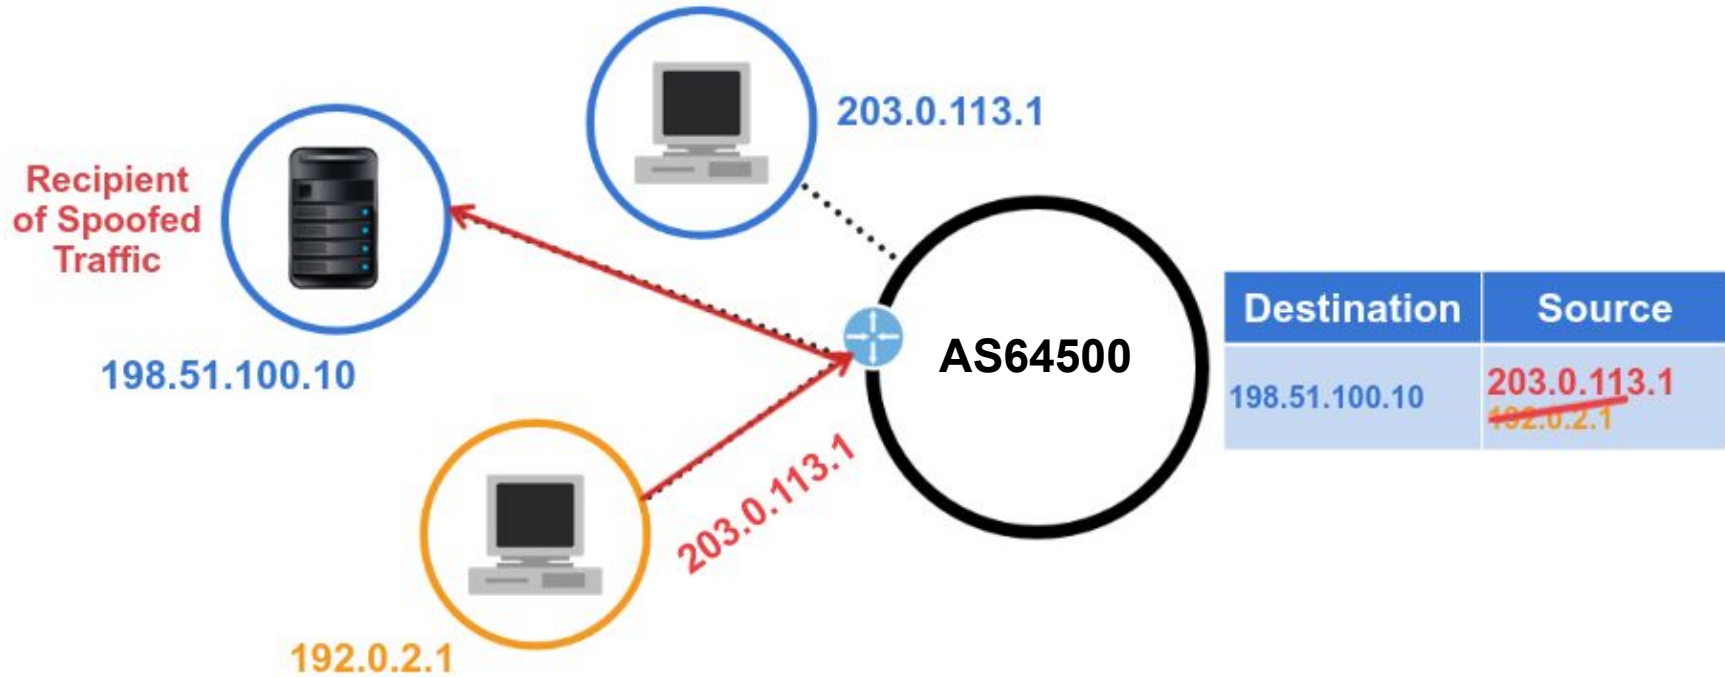 203.0.113.1
Recipient
of Spoofed
Traffic
198.51.100.10
AS64500
203.0.113.1
192.0.2.1
Destination Source
198.51.100.10 203.0.113.1
192.0.2.1